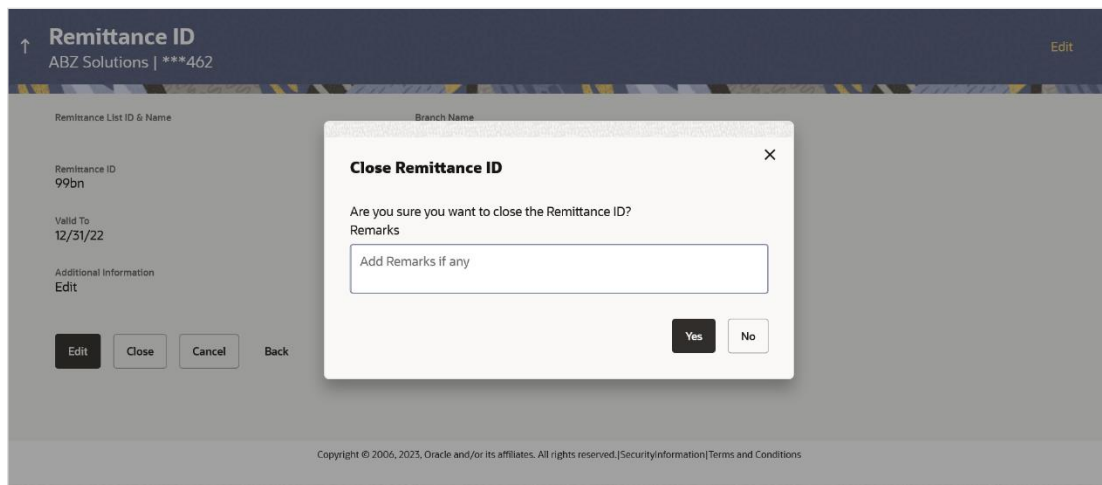 ↑ Remittance ID
ABZ Solutions | ***462
Edit
Remittance List ID & Name
Branch Name
Remittance ID
99bn
Valid To
12/31/22
Additional Information
Edit
Edit Close Cancel Back
Close Remittance ID
Are you sure you want to close the Remittance ID?
Remarks
Add Remarks if any
Yes No
Copyright © 2006, 2023, Oracle and/or its affiliates. All rights reserved.|SecurityInformation|Terms and Conditions